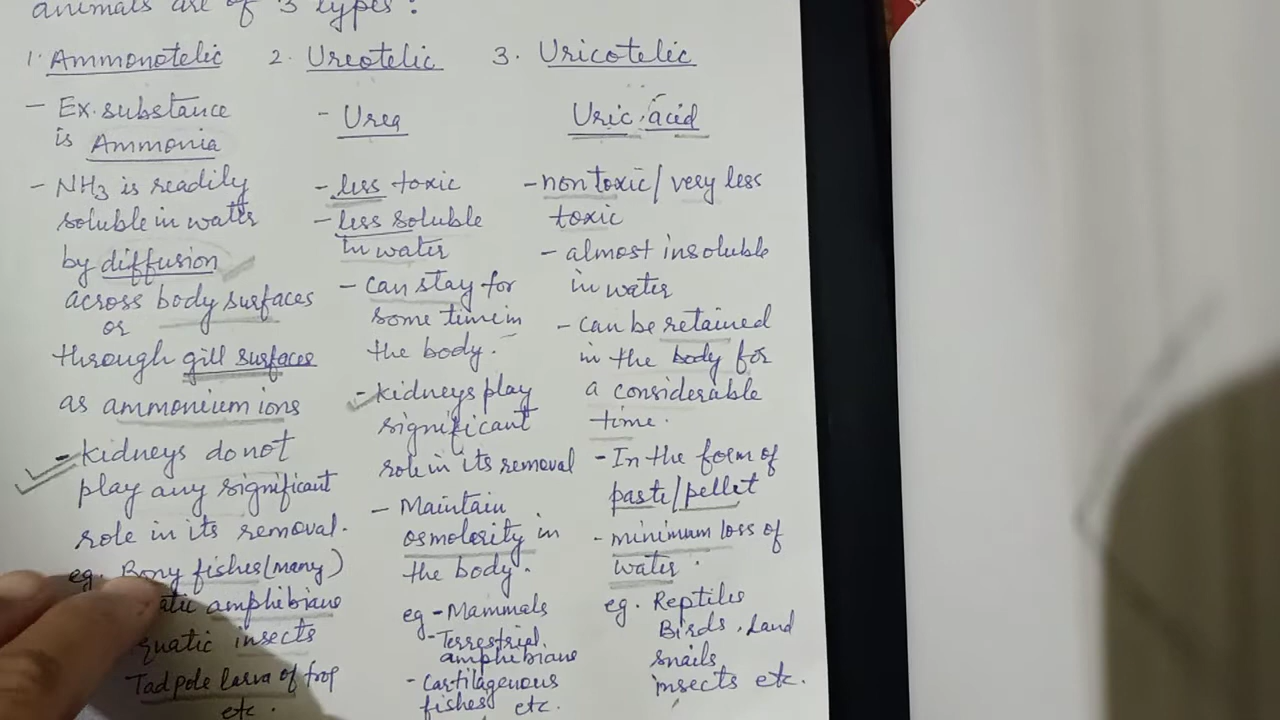 animals are of 3 types:
1. Ammonotelic
- Ex. substance
is Ammonia
- NH3 is readily
soluble in water
by diffusion
across body surfaces
or
through gill surfaces
as ammonium ions
- kidneys do not
play any significant
role in its removal.
eg. Bony fishes (many)
amphibians
insects
Tadpole larva of frog
etc.
2. Ureotelic
- Urea
- less toxic
- less soluble
in water
- can stay for
some time in
the body.
- kidneys play
significant
role in its removal
- Maintain
osmolority in
the body.
eg - Mammals
- Terrestrial
amphibians
- Cartilagenous
fishes etc.
3. Uricotelic
Uric acid
- non toxic / very less
toxic
- almost insoluble
in water
- can be retained
in the body for
a considerable
time.
- In the form of
paste/pellet
- minimum loss of
water.
eg. Reptiles
Birds, Land
snails
insects etc.